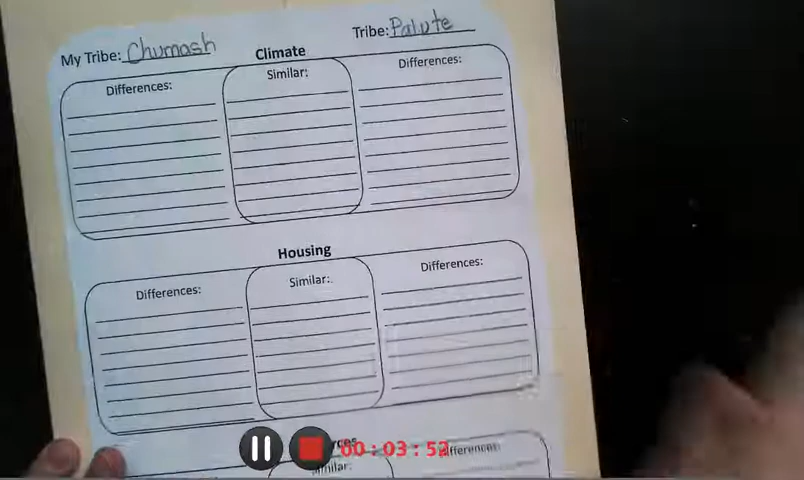 My Tribe: Chumash
Tribe: Paiute
Climate
Differences:
Similar:
Differences:
Housing
Differences:
Similar:
Differences:
00:03:52
Differences:
Similar: